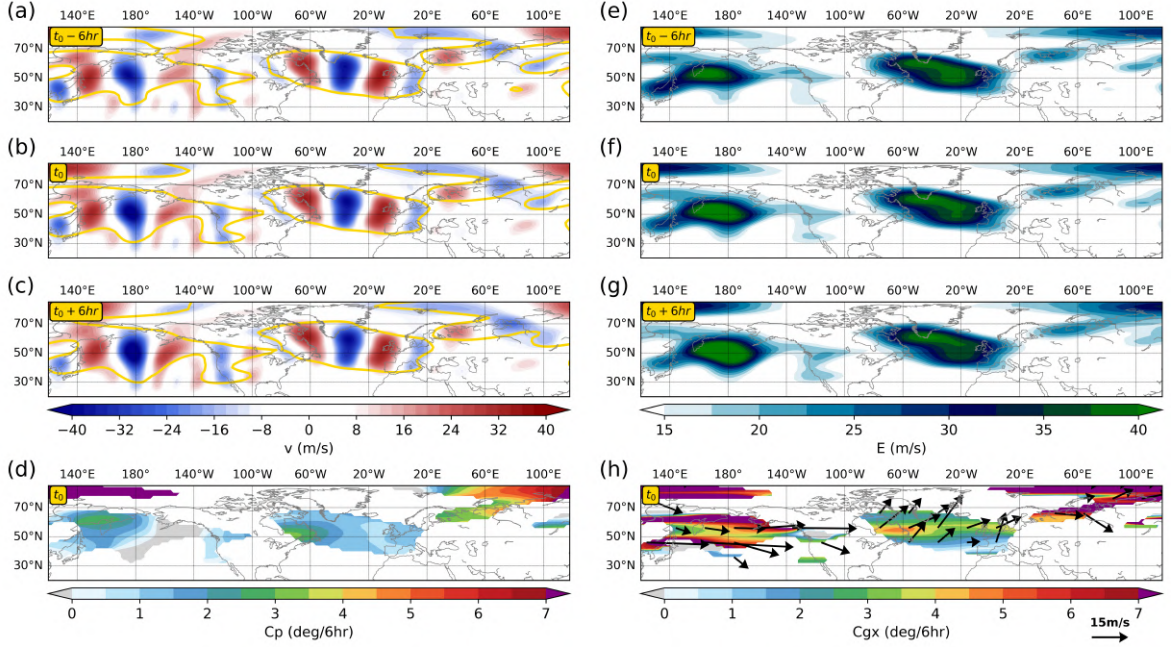 (a)
140°E 180° 140°W 100°W 60°W 20°W 20°E 60°E 100°E
t₀ − 6hr
70°N
50°N
30°N
(b)
140°E 180° 140°W 100°W 60°W 20°W 20°E 60°E 100°E
t₀
70°N
50°N
30°N
(c)
140°E 180° 140°W 100°W 60°W 20°W 20°E 60°E 100°E
t₀ + 6hr
70°N
50°N
30°N
−40 −32 −24 −16 −8 0 8 16 24 32 40
v (m/s)
(d)
140°E 180° 140°W 100°W 60°W 20°W 20°E 60°E 100°E
t₀
70°N
50°N
30°N
0 1 2 3 4 5 6 7
Cp (deg/6hr)
(e)
140°E 180° 140°W 100°W 60°W 20°W 20°E 60°E 100°E
t₀ − 6hr
70°N
50°N
30°N
(f)
140°E 180° 140°W 100°W 60°W 20°W 20°E 60°E 100°E
t₀
70°N
50°N
30°N
(g)
140°E 180° 140°W 100°W 60°W 20°W 20°E 60°E 100°E
t₀ + 6hr
70°N
50°N
30°N
15 20 25 30 35 40
E (m/s)
(h)
140°E 180° 140°W 100°W 60°W 20°W 20°E 60°E 100°E
t₀
70°N
50°N
30°N
0 1 2 3 4 5 6 7
Cgx (deg/6hr)
15m/s